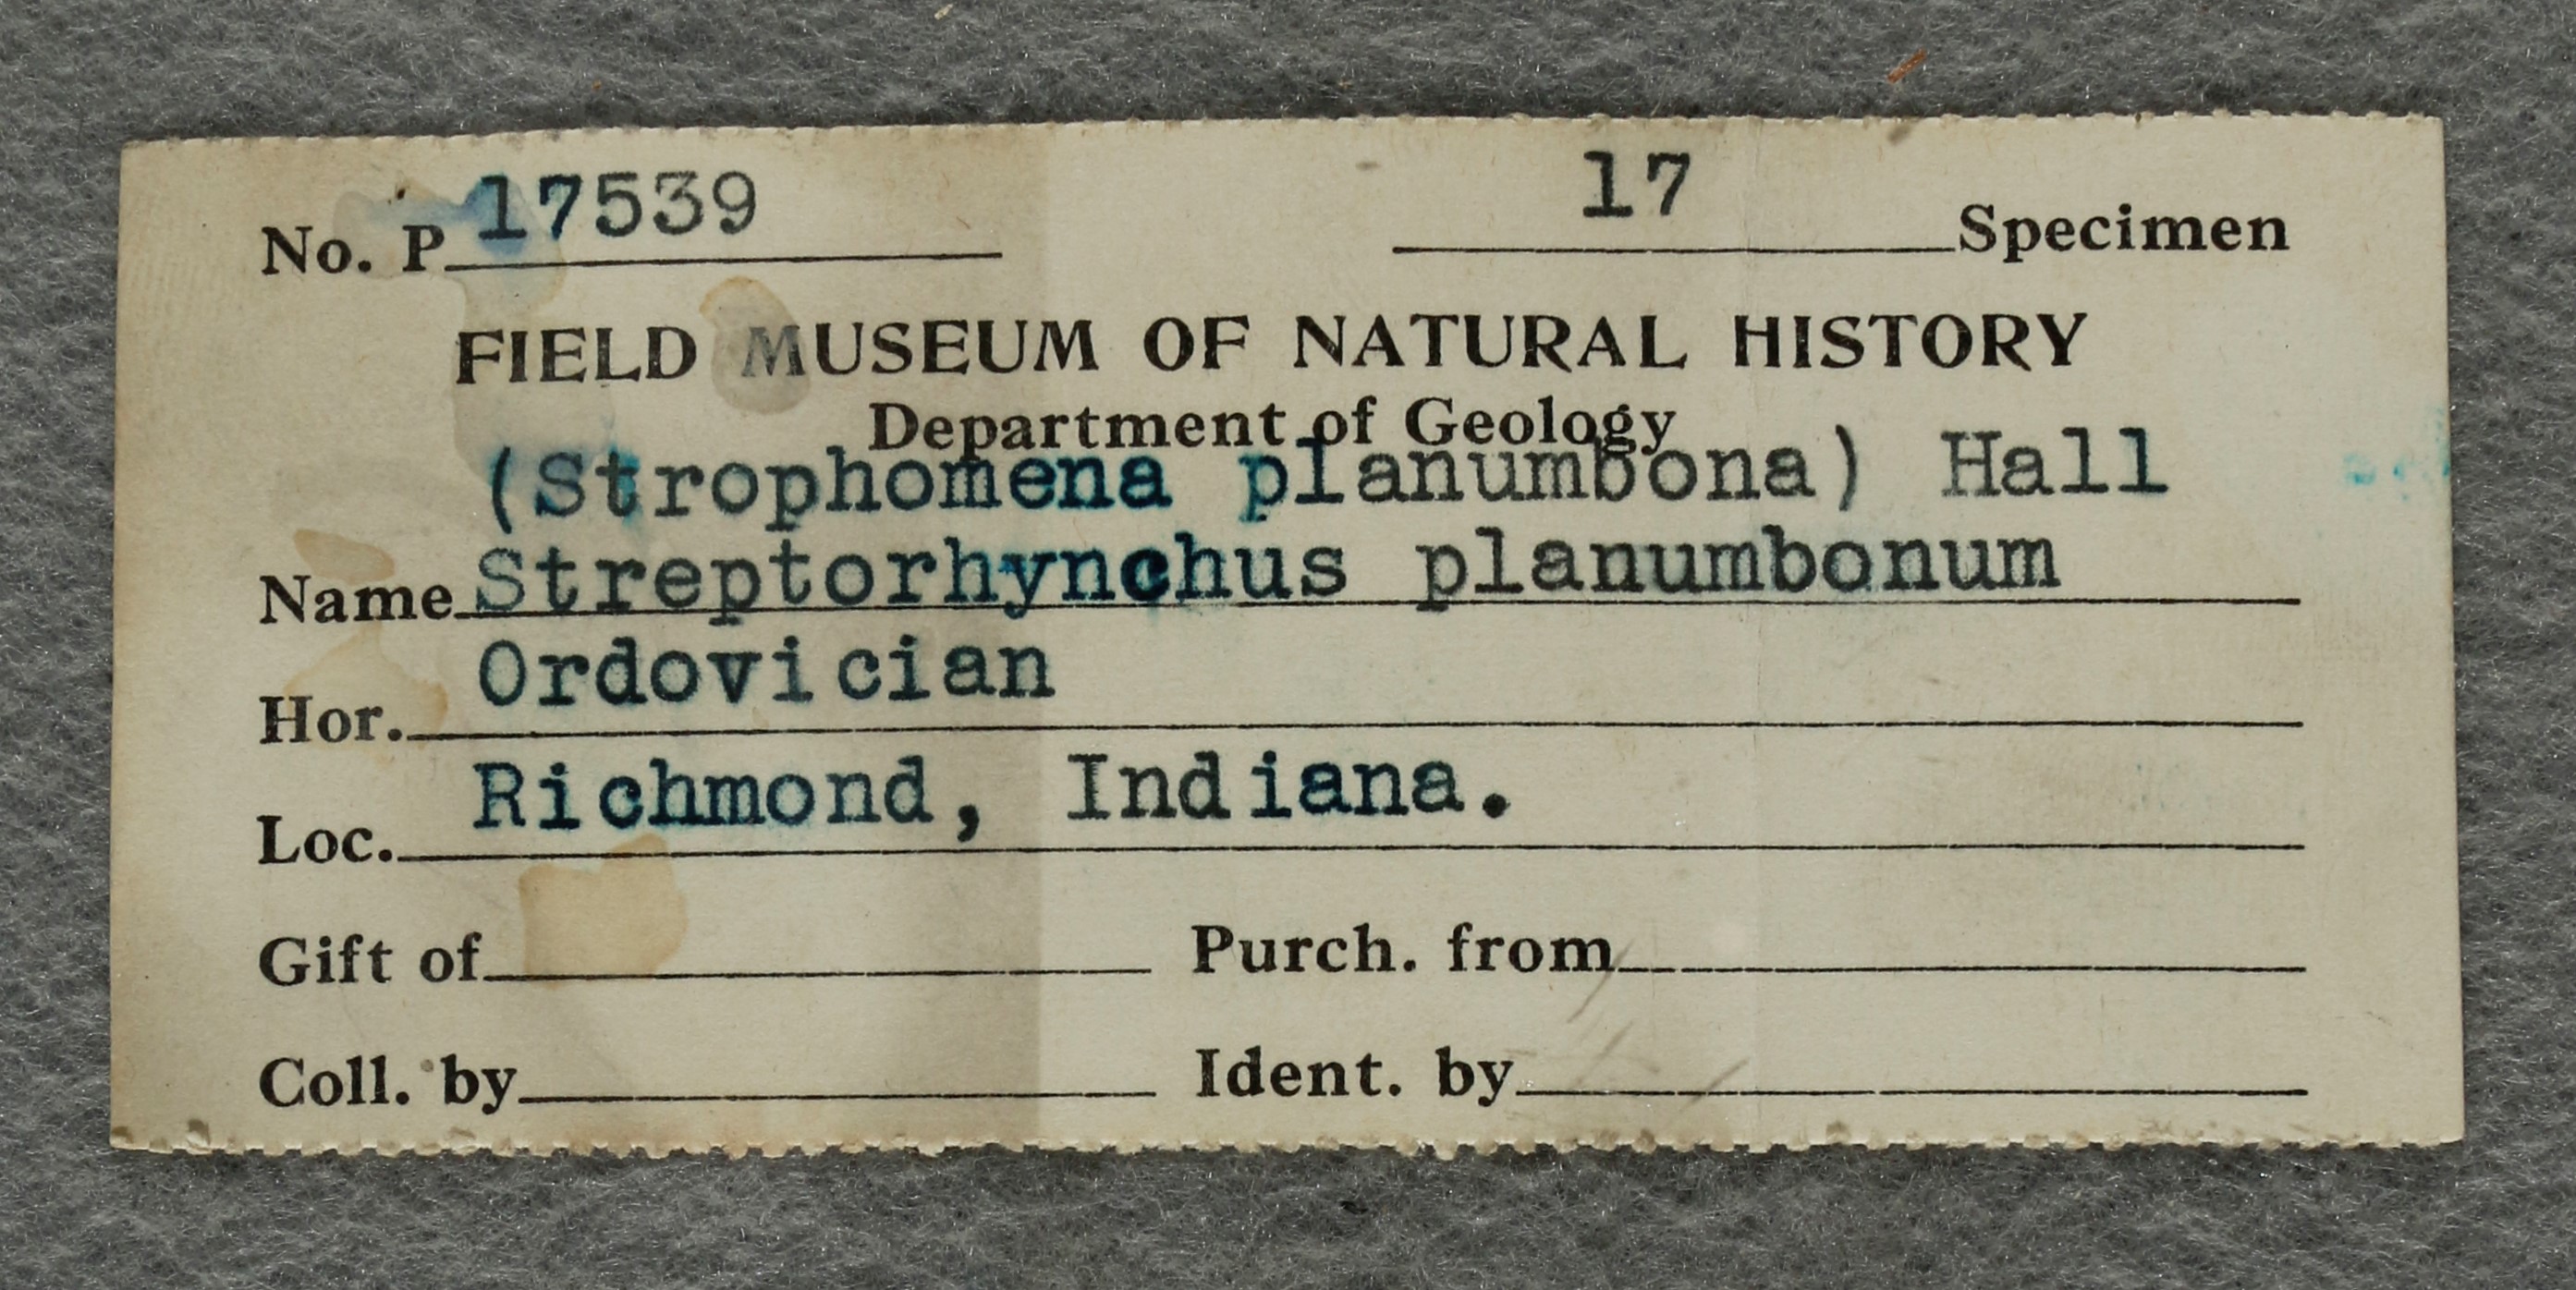 No. P 17539 17 Specimen
FIELD MUSEUM OF NATURAL HISTORY
Department of Geology
(Strophomena planumbona) Hall
Name Streptorhynchus planumbonum
Hor. Ordovician
Loc. Richmond, Indiana.
Gift of Purch. from
Coll. by Ident. by